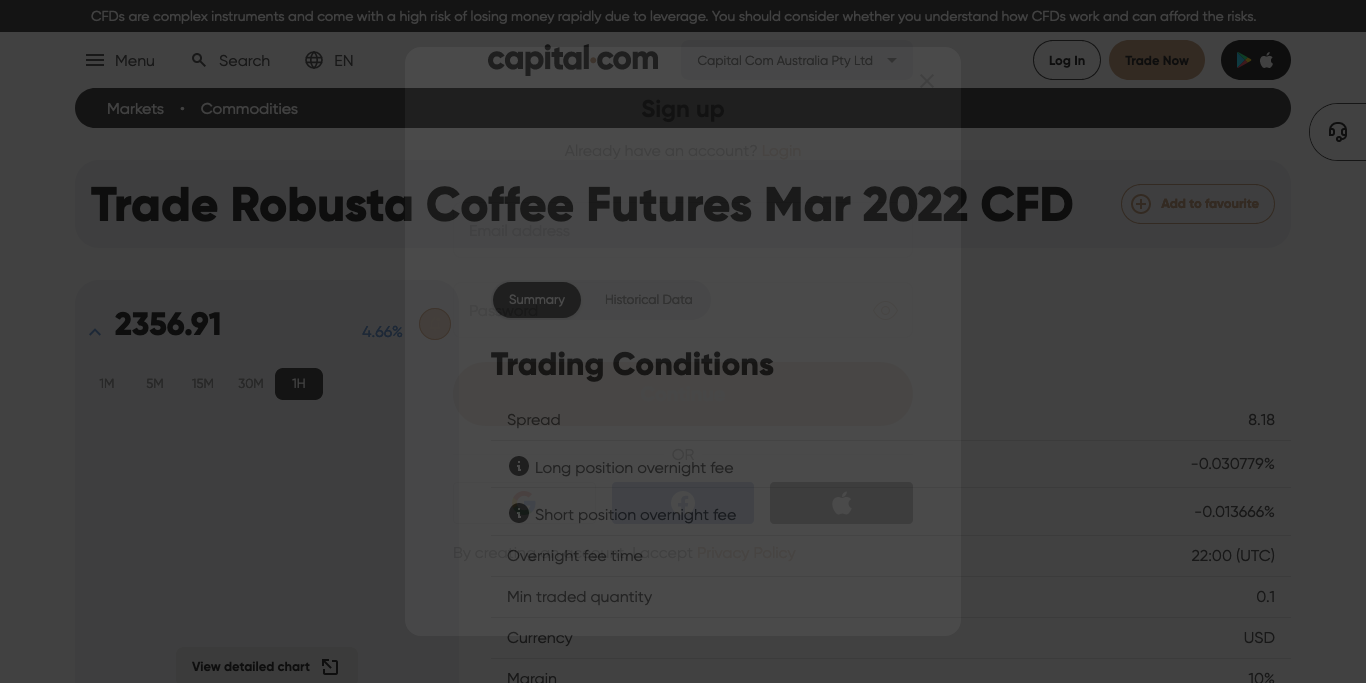 CFDs are complex instruments and come with a high risk of losing money rapidly due to leverage. You should consider whether you understand how CFDs work and can afford the risks.
Menu
Search
EN
capital.com
Capital Com Australia Pty Ltd
Log In
Trade Now
Markets • Commodities
Sign up
Already have an account? Login
Trade Robusta Coffee Futures Mar 2022 CFD
Add to favourite
Email address
Summary
Historical Data
Password
2356.91
4.66%
1M
5M
15M
30M
1H
Trading Conditions
Spread
8.18
OR
Long position overnight fee
-0.030779%
Short position overnight fee
-0.013666%
By creating an account, I accept Privacy Policy
Overnight fee time
22:00 (UTC)
Min traded quantity
0.1
Currency
USD
View detailed chart
Margin
10%